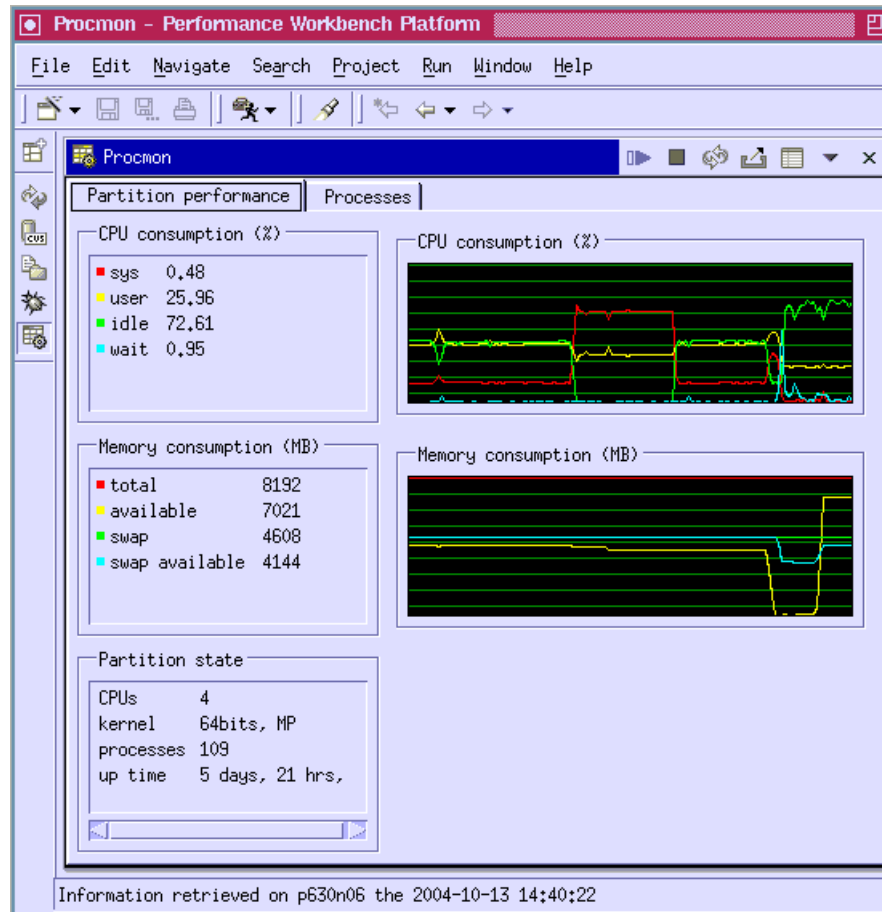 Procmon - Performance Workbench Platform
File Edit Navigate Search Project Run Window Help
Procmon
Partition performance Processes
CPU consumption (%)
sys 0.48
user 25.96
idle 72.61
wait 0.95
CPU consumption (%)
Memory consumption (MB)
total 8192
available 7021
swap 4608
swap available 4144
Memory consumption (MB)
Partition state
CPUs 4
kernel 64bits, MP
processes 109
up time 5 days, 21 hrs,
CVS
Information retrieved on p630n06 the 2004-10-13 14:40:22